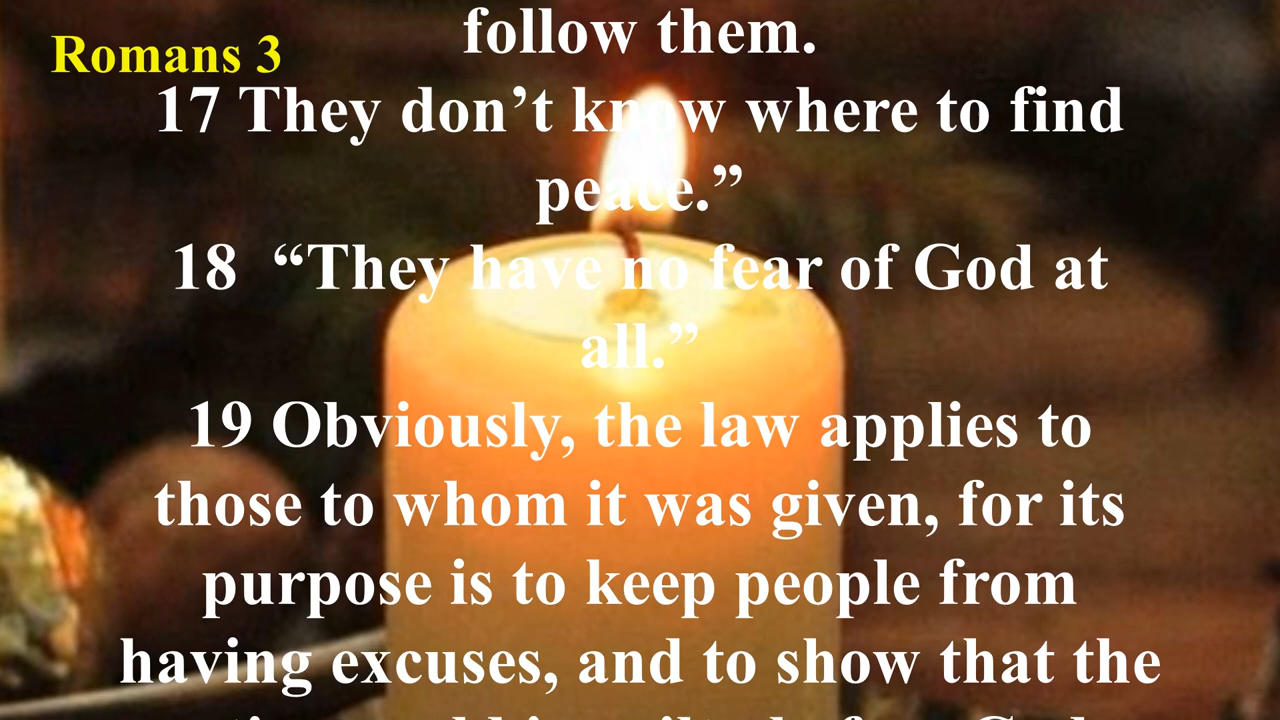 follow them.
Romans 3
17 They don’t know where to find
peace.”
18 “They have no fear of God at
all.”
19 Obviously, the law applies to
those to whom it was given, for its
purpose is to keep people from
having excuses, and to show that the